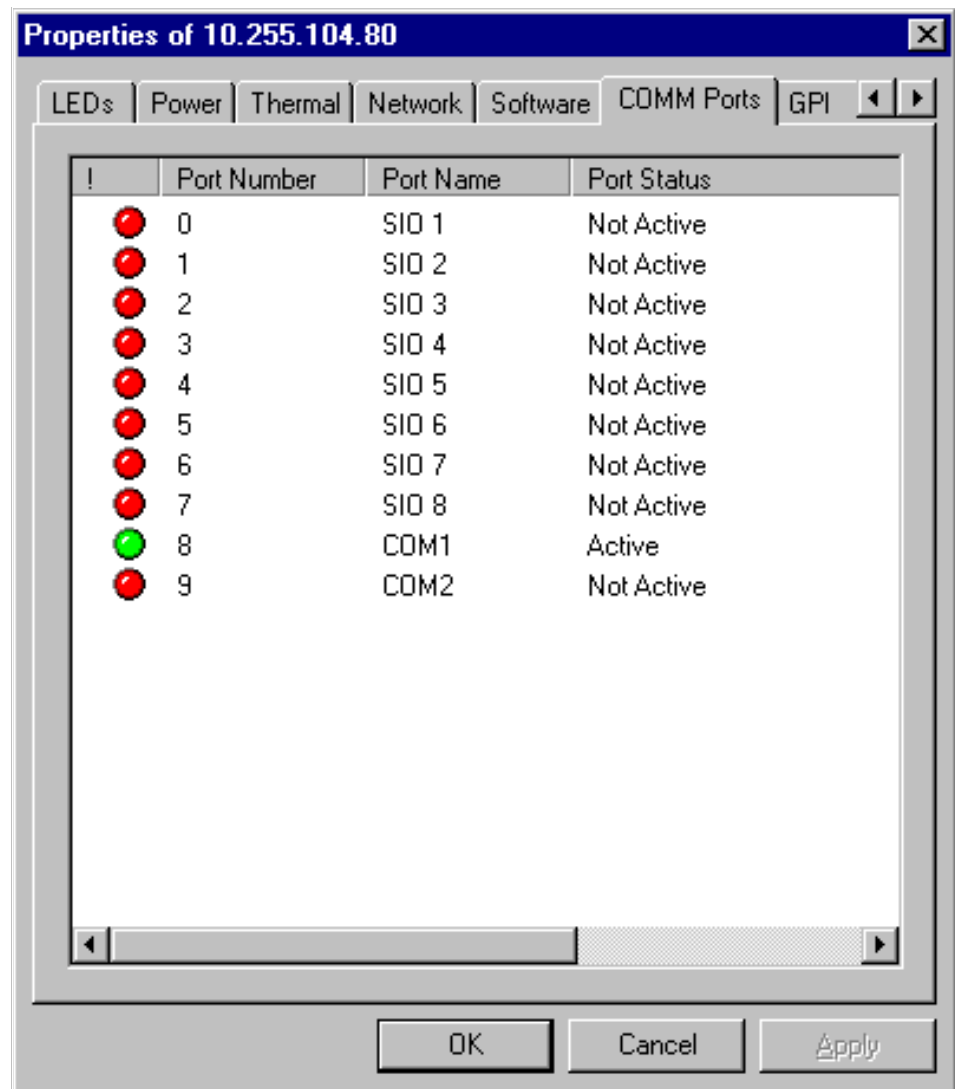 Properties of 10.255.104.80
LEDs Power Thermal Network Software COMM Ports GPI
! Port Number Port Name Port Status
0 SIO 1 Not Active
1 SIO 2 Not Active
2 SIO 3 Not Active
3 SIO 4 Not Active
4 SIO 5 Not Active
5 SIO 6 Not Active
6 SIO 7 Not Active
7 SIO 8 Not Active
8 COM1 Active
9 COM2 Not Active
OK Cancel Apply